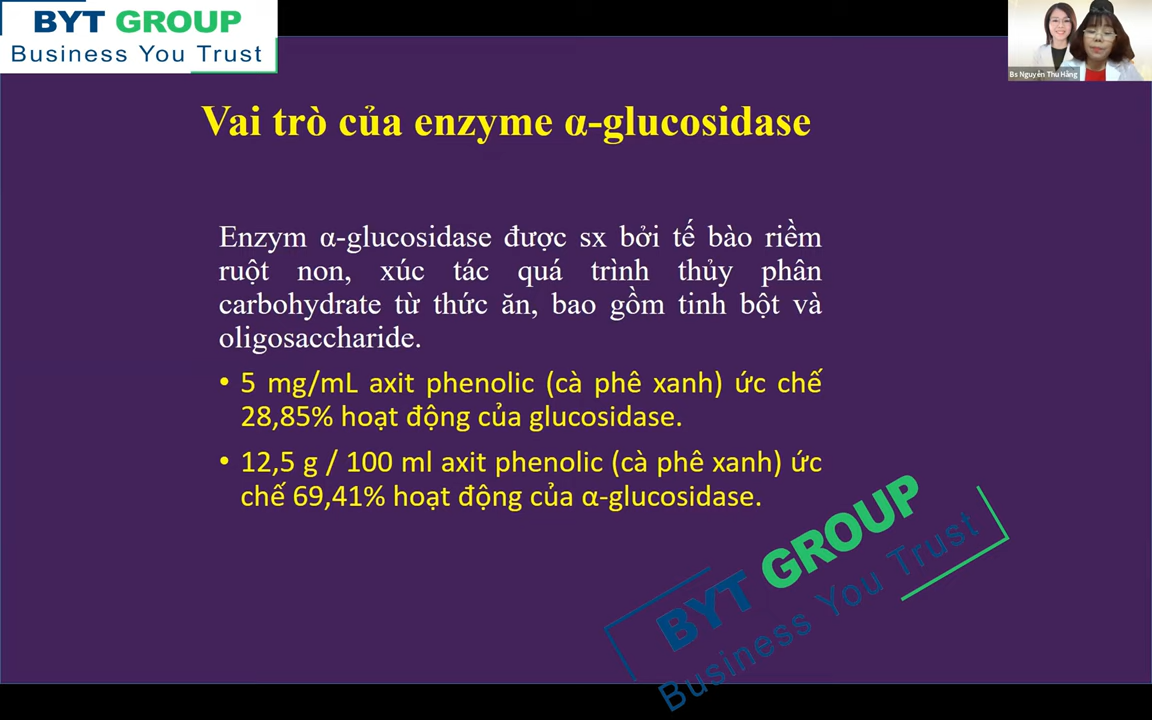 BYT GROUP
Business You Trust
Bs Nguyễn Thu Hằng
Vai trò của enzyme α-glucosidase
Enzym α-glucosidase được sx bởi tế bào riềm
ruột non, xúc tác quá trình thủy phân
carbohydrate từ thức ăn, bao gồm tinh bột và
oligosaccharide.
• 5 mg/mL axit phenolic (cà phê xanh) ức chế
28,85% hoạt động của glucosidase.
• 12,5 g / 100 ml axit phenolic (cà phê xanh) ức
chế 69,41% hoạt động của α-glucosidase.
BYT GROUP
Business You Trust